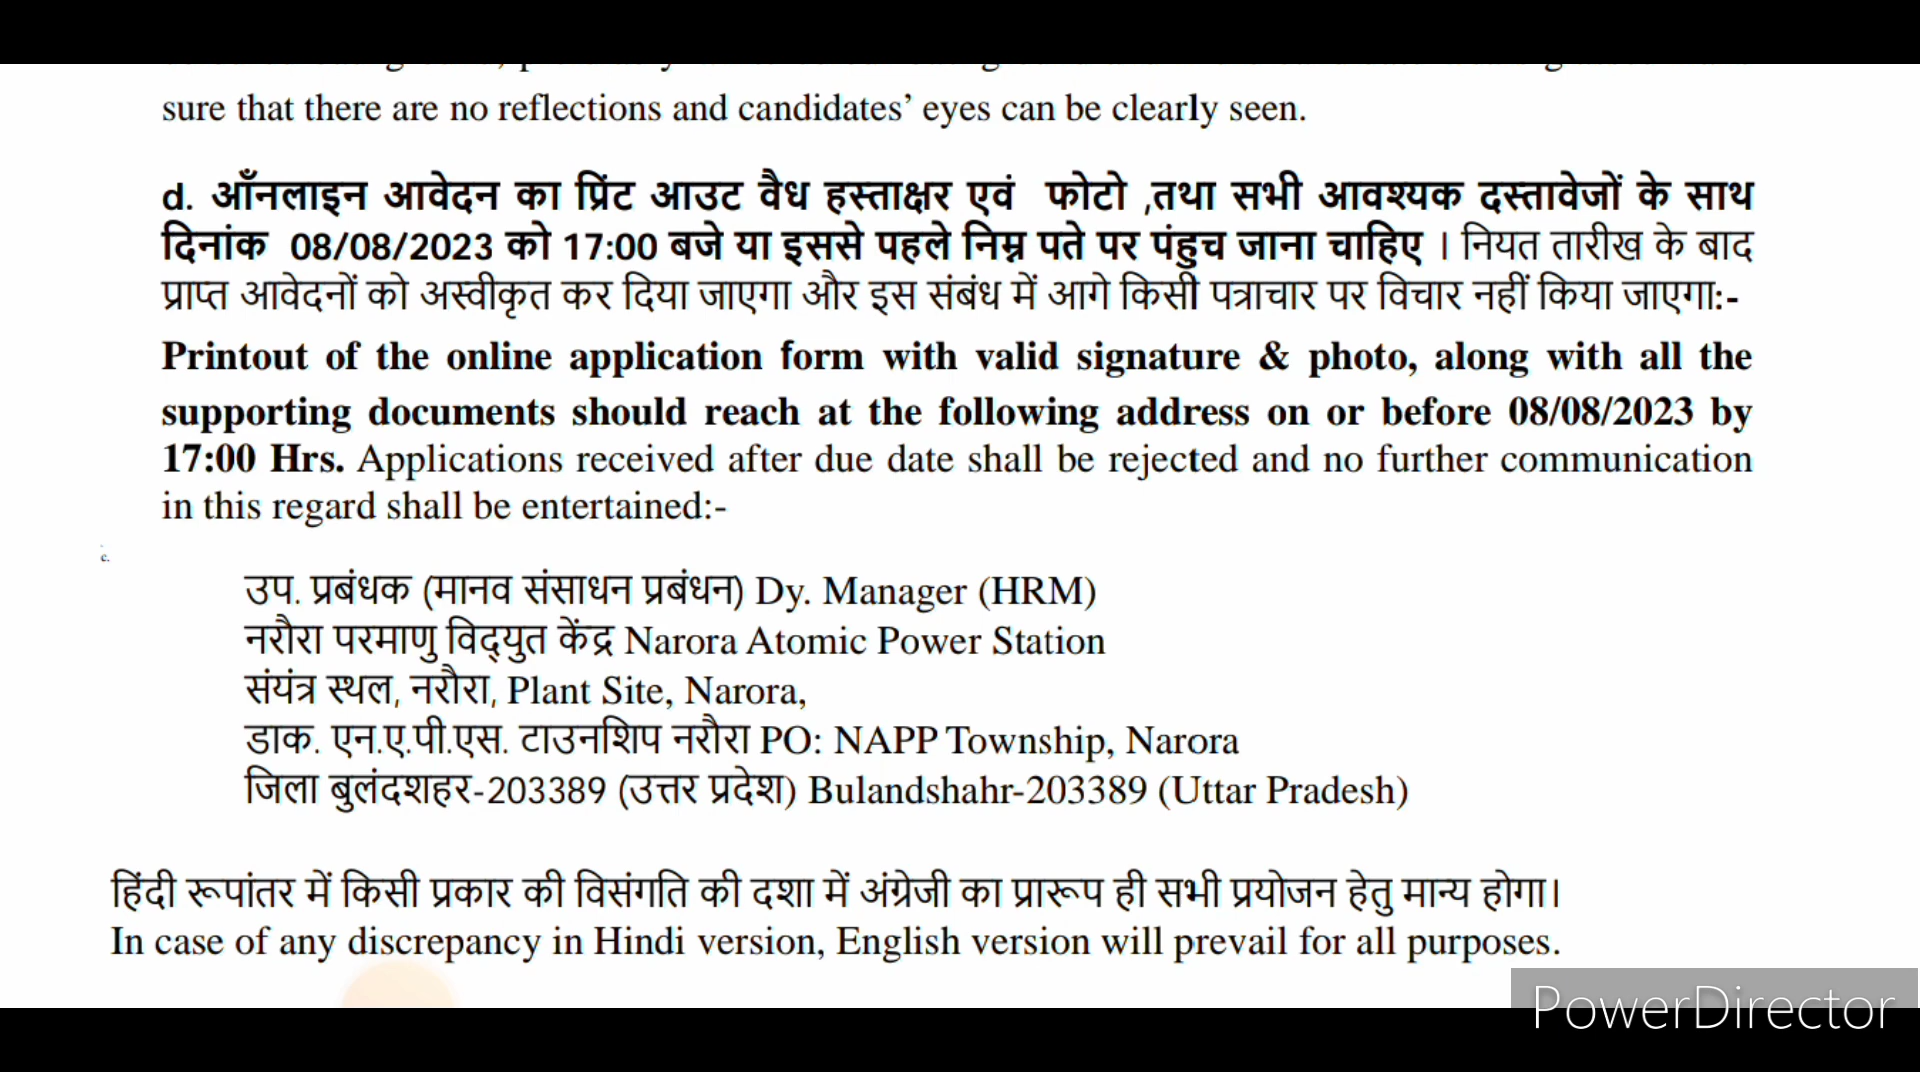 sure that there are no reflections and candidates’ eyes can be clearly seen.
d. ऑंनलाइन आवेदन का प्रिंट आउट वैध हस्ताक्षर एवं फोटो ,तथा सभी आवश्यक दस्तावेजों के साथ
दिनांक 08/08/2023 को 17:00 बजे या इससे पहले निम्न पते पर पंहुच जाना चाहिए । नियत तारीख के बाद
प्राप्त आवेदनों को अस्वीकृत कर दिया जाएगा और इस संबंध में आगे किसी पत्राचार पर विचार नहीं किया जाएगा:-
Printout of the online application form with valid signature & photo, along with all the
supporting documents should reach at the following address on or before 08/08/2023 by
17:00 Hrs. Applications received after due date shall be rejected and no further communication
in this regard shall be entertained:-
c.
उप. प्रबंधक (मानव संसाधन प्रबंधन) Dy. Manager (HRM)
नरौरा परमाणु विद्‌युत केंद्र Narora Atomic Power Station
संयंत्र स्थल, नरौरा, Plant Site, Narora,
डाक. एन.ए.पी.एस. टाउनशिप नरौरा PO: NAPP Township, Narora
जिला बुलंदशहर-203389 (उत्तर प्रदेश) Bulandshahr-203389 (Uttar Pradesh)
हिंदी रूपांतर में किसी प्रकार की विसंगति की दशा में अंग्रेजी का प्रारूप ही सभी प्रयोजन हेतु मान्य होगा।
In case of any discrepancy in Hindi version, English version will prevail for all purposes.
PowerDirector